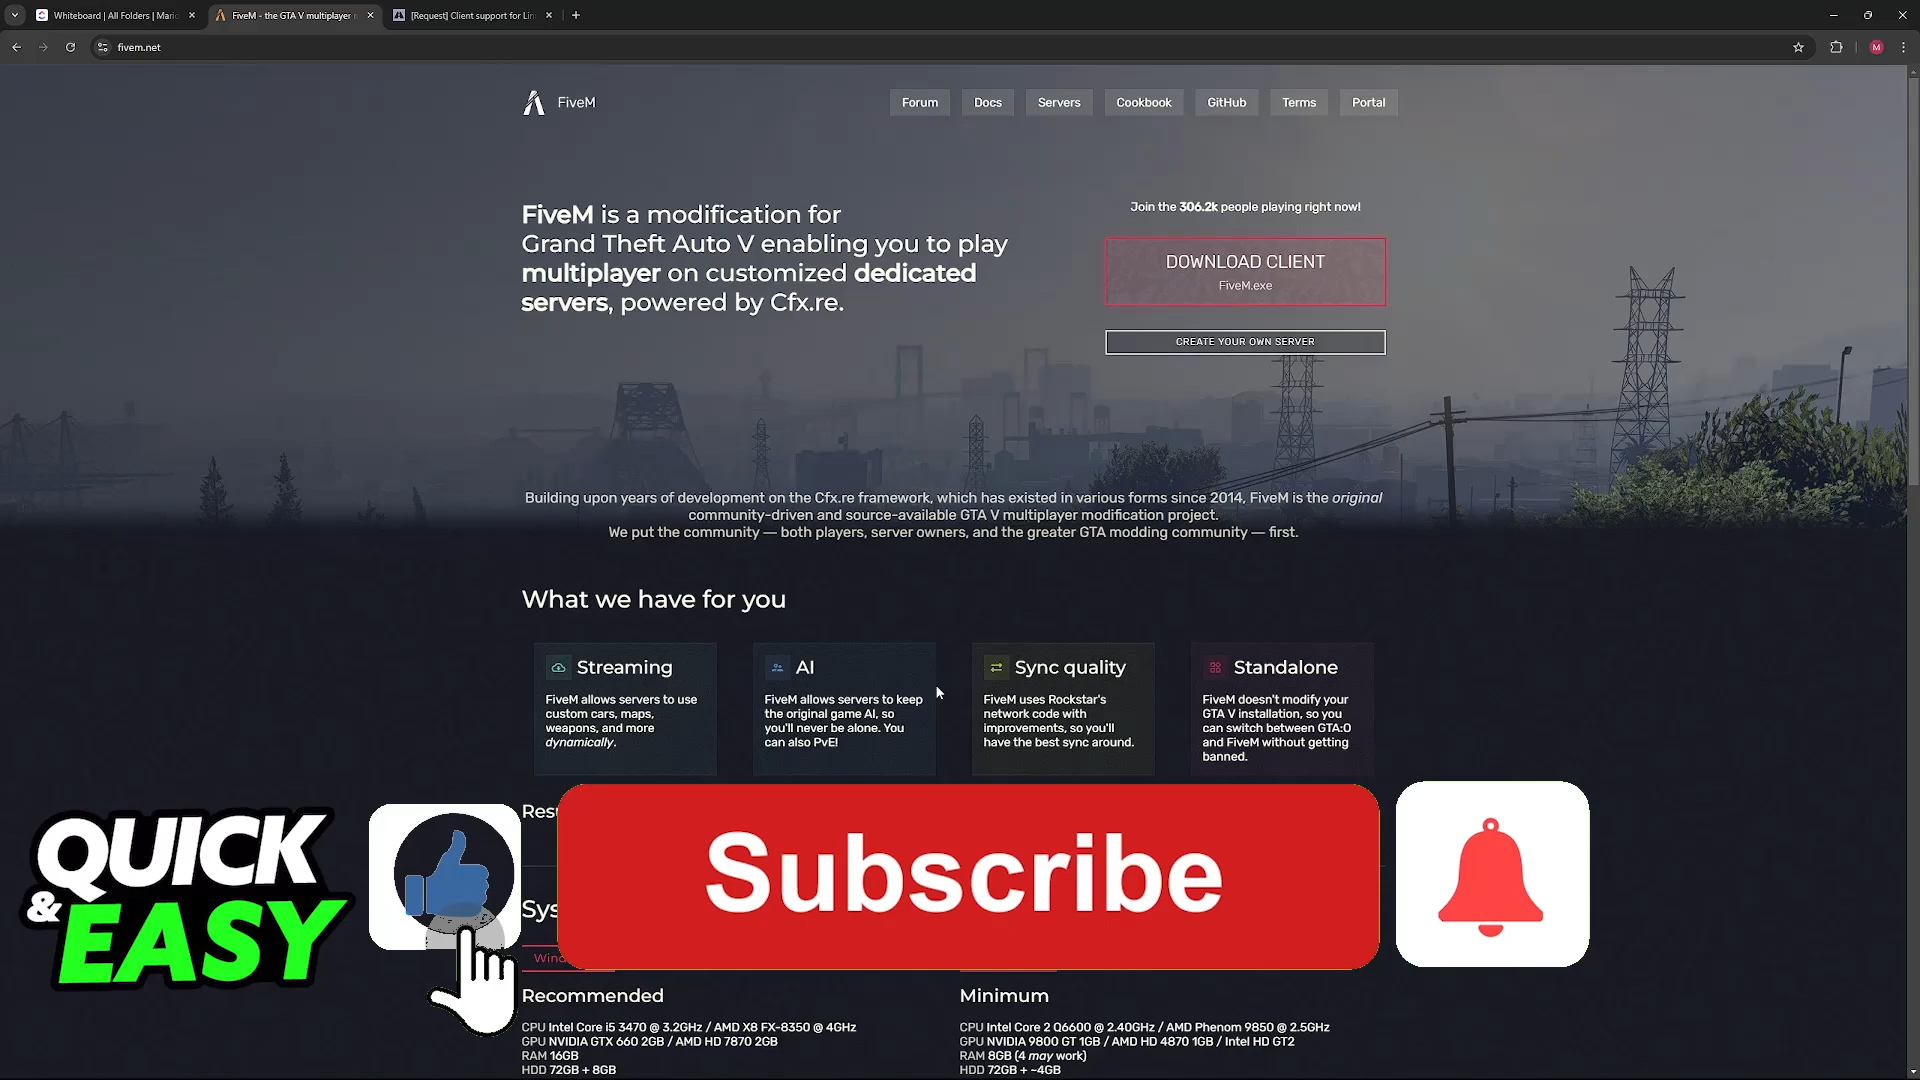 Whiteboard | All Folders | Mario
FiveM - the GTA V multiplayer
[Request] Client support for Lin
fivem.net
M
FiveM
Forum
Docs
Servers
Cookbook
GitHub
Terms
Portal
FiveM is a modification for
Grand Theft Auto V enabling you to play
multiplayer on customized dedicated
servers, powered by Cfx.re.
Join the 306.2k people playing right now!
DOWNLOAD CLIENT
FiveM.exe
CREATE YOUR OWN SERVER
Building upon years of development on the Cfx.re framework, which has existed in various forms since 2014, FiveM is the original
community-driven and source-available GTA V multiplayer modification project.
We put the community — both players, server owners, and the greater GTA modding community — first.
What we have for you
Streaming
FiveM allows servers to use
custom cars, maps,
weapons, and more
dynamically.
AI
FiveM allows servers to keep
the original game AI, so
you'll never be alone. You
can also PvE!
Sync quality
FiveM uses Rockstar's
network code with
improvements, so you'll
have the best sync around.
Standalone
FiveM doesn't modify your
GTA V installation, so you
can switch between GTA:O
and FiveM without getting
banned.
QUICK
& EASY
Subscribe
Recommended
CPU Intel Core i5 3470 @ 3.2GHz / AMD X8 FX-8350 @ 4GHz
GPU NVIDIA GTX 660 2GB / AMD HD 7870 2GB
RAM 16GB
HDD 72GB + 8GB
Minimum
CPU Intel Core 2 Q6600 @ 2.40GHz / AMD Phenom 9850 @ 2.5GHz
GPU NVIDIA 9800 GT 1GB / AMD HD 4870 1GB / Intel HD GT2
RAM 8GB (4 may work)
HDD 72GB + ~4GB